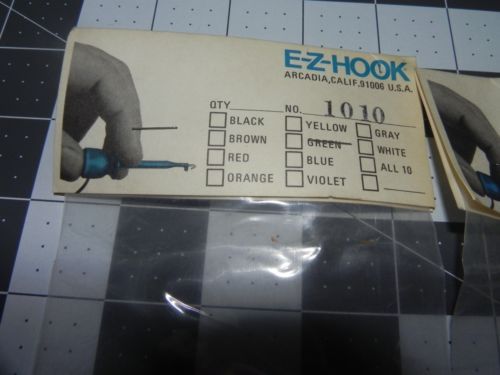 E-Z-HOOK
ARCADIA, CALIF. 91006 U.S.A.
QTY NO. 1010
BLACK YELLOW GRAY
BROWN GREEN WHITE
RED BLUE ALL 10
ORANGE VIOLET